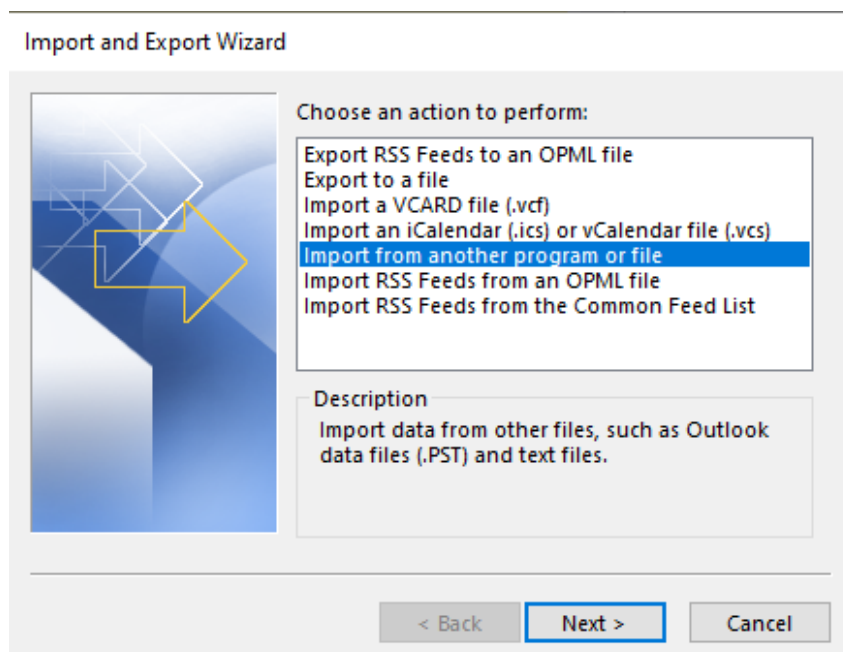 Import and Export Wizard
Choose an action to perform:
Export RSS Feeds to an OPML file
Export to a file
Import a VCARD file (.vcf)
Import an iCalendar (.ics) or vCalendar file (.vcs)
Import from another program or file
Import RSS Feeds from an OPML file
Import RSS Feeds from the Common Feed List
Description
Import data from other files, such as Outlook
data files (.PST) and text files.
< Back
Next >
Cancel